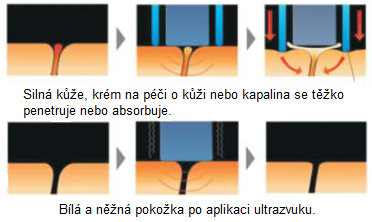 Silná kůže, krém na péči o kůži nebo kapalina se těžko
penetruje nebo absorbuje.
Bílá a něžná pokožka po aplikaci ultrazvuku.